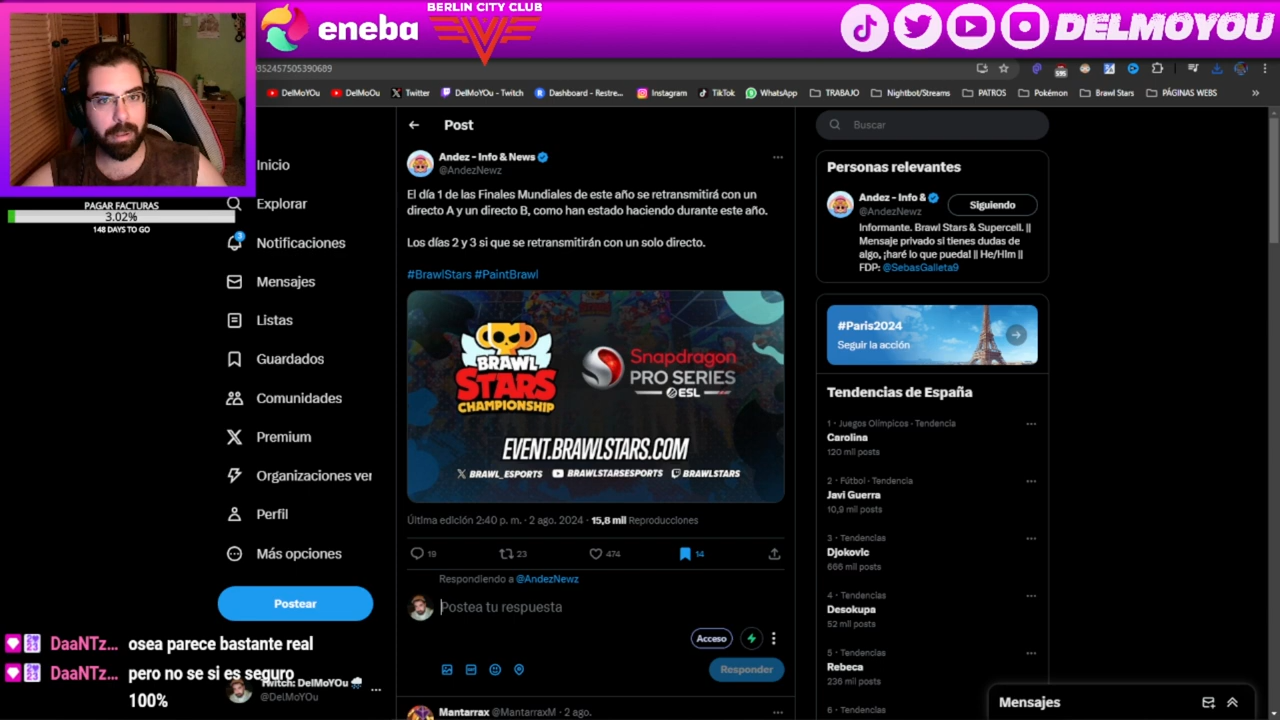 eneba
BERLIN CITY CLUB
DELMOYOU
352457505390689
DelMoYOU
DelMoOu
Twitter
DelMoYOu - Twitch
Dashboard - Restre...
Instagram
TikTok
WhatsApp
TRABAJO
Nightbot/Streams
PATROS
Pokémon
Brawl Stars
PÁGINAS WEBS
PAGAR FACTURAS
3.02%
148 DAYS TO GO
Inicio
Explorar
Notificaciones
Mensajes
Listas
Guardados
Comunidades
Premium
Organizaciones ver
Perfil
Más opciones
Postear
DaaNTz... osea parece bastante real
DaaNTz... pero no se si es seguro
100%
Twitch: DelMoYOu
@DelMoYOu
Post
Andez - Info & News
@AndezNewz
El día 1 de las Finales Mundiales de este año se retransmitirá con un
directo A y un directo B, como han estado haciendo durante este año.
Los días 2 y 3 si que se retransmitirán con un solo directo.
#BrawlStars #PaintBrawl
BRAWL
STARS
CHAMPIONSHIP
Snapdragon
PRO SERIES
ESL
EVENT.BRAWLSTARS.COM
BRAWL_ESPORTS
BRAWLSTARSESPORTS
BRAWLSTARS
Última edición 2:40 p. m. · 2 ago. 2024 · 15,8 mil Reproducciones
19
23
474
14
Respondiendo a @AndezNewz
Postea tu respuesta
Acceso
Responder
Mantarrax @MantarraxM · 2 ago.
Buscar
Personas relevantes
Andez - Info &
@AndezNewz
Siguiendo
Informante. Brawl Stars & Supercell. ||
Mensaje privado si tienes dudas de
algo, ¡haré lo que pueda! || He/Him ||
FDP: @SebasGalleta9
#Paris2024
Seguir la acción
Tendencias de España
1 · Juegos Olímpicos · Tendencia
Carolina
120 mil posts
2 · Fútbol · Tendencia
Javi Guerra
10,9 mil posts
3 · Tendencias
Djokovic
666 mil posts
4 · Tendencias
Desokupa
52 mil posts
5 · Tendencias
Rebeca
236 mil posts
6 · Tendencias
Mensajes